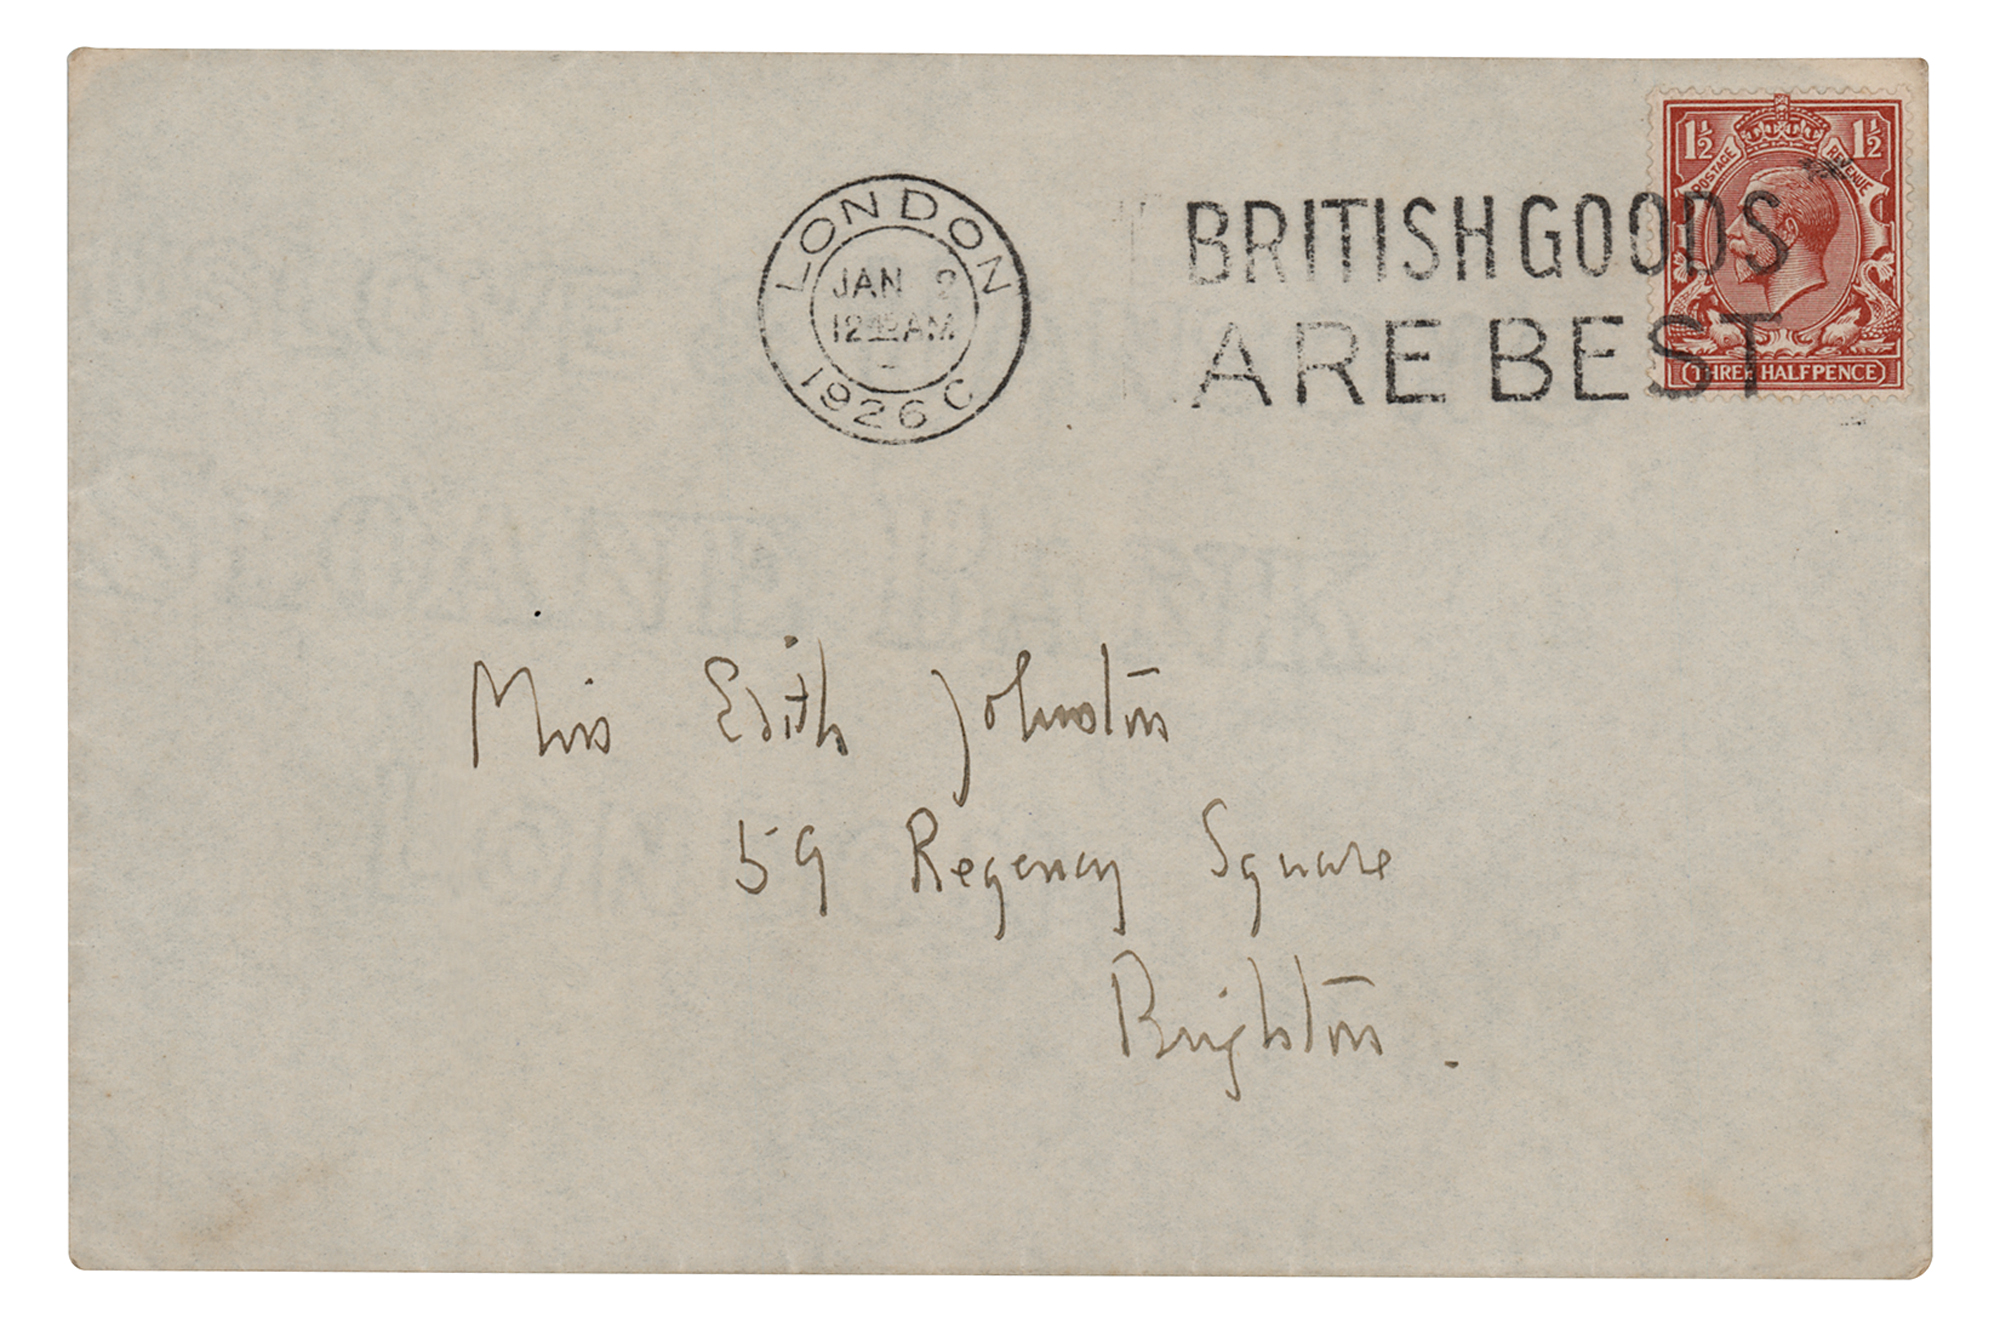 LONDON
JAN 2
12 45 AM
1926 C
BRITISH GOODS
ARE BEST
1½ 1½
POSTAGE REVENUE
THREE HALFPENCE
Miss Edith Johnston
59 Regency Square
Brighton.